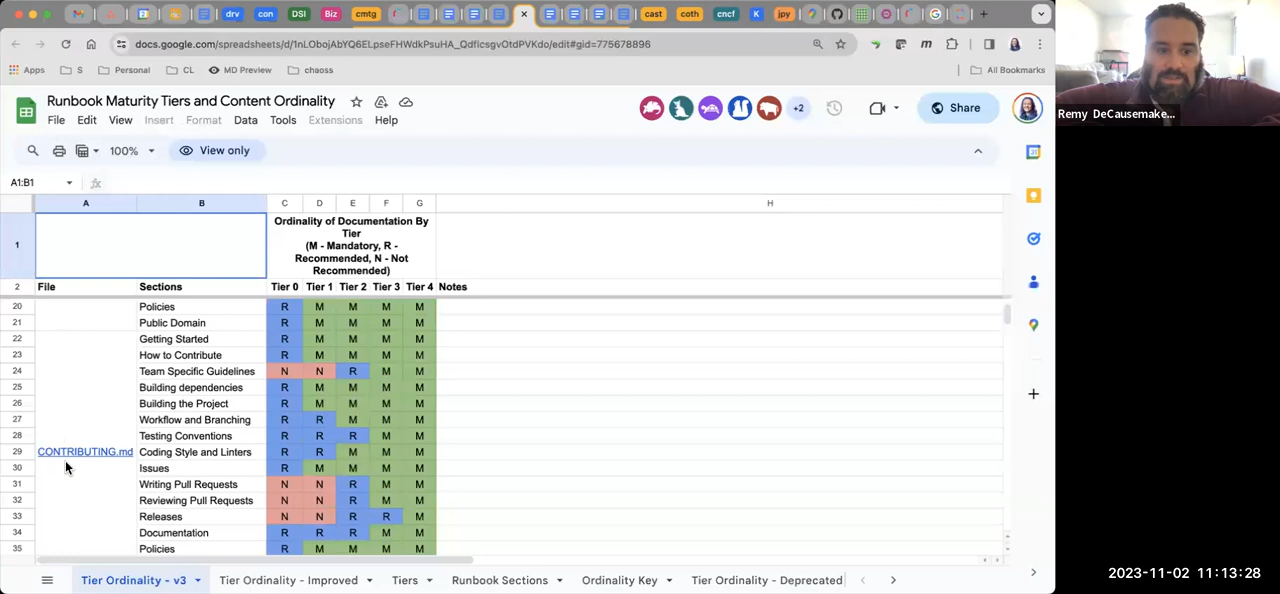 drv con DSI Biz cmtg cast coth cncf K jpy
docs.google.com/spreadsheets/d/1nLObojAbYQ6ELpseFHWdkPsuHA_QdficsgvOtdPVKdo/edit#gid=775678896
Apps S Personal CL MD Preview chaoss All Bookmarks
Runbook Maturity Tiers and Content Ordinality
File Edit View Insert Format Data Tools Extensions Help
+2 Share
100% View only
A1:B1 fx
A B C D E F G H
1 Ordinality of Documentation By
Tier
(M - Mandatory, R -
Recommended, N - Not
Recommended)
2 File Sections Tier 0 Tier 1 Tier 2 Tier 3 Tier 4 Notes
20 Policies R M M M M
21 Public Domain R M M M M
22 Getting Started R M M M M
23 How to Contribute R M M M M
24 Team Specific Guidelines N N R M M
25 Building dependencies R M M M M
26 Building the Project R M M M M
27 Workflow and Branching R R M M M
28 Testing Conventions R R R M M
29 CONTRIBUTING.md Coding Style and Linters R R M M M
30 Issues R M M M M
31 Writing Pull Requests N N R M M
32 Reviewing Pull Requests N N R M M
33 Releases N N R R M
34 Documentation R R R M M
35 Policies R M M M M
Tier Ordinality - v3 Tier Ordinality - Improved Tiers Runbook Sections Ordinality Key Tier Ordinality - Deprecated
Remy DeCausemake...
2023-11-02 11:13:28